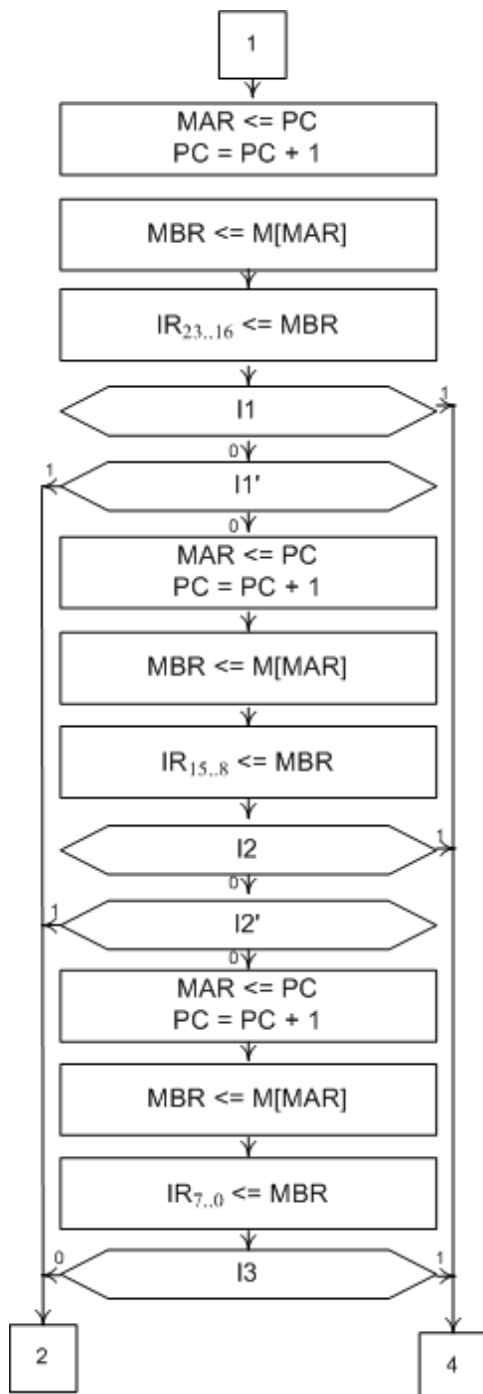 1
MAR <= PC
PC = PC + 1
MBR <= M[MAR]
IR23..16 <= MBR
I1
1
0
I1'
1
0
MAR <= PC
PC = PC + 1
MBR <= M[MAR]
IR15..8 <= MBR
I2
1
0
I2'
1
0
MAR <= PC
PC = PC + 1
MBR <= M[MAR]
IR7..0 <= MBR
0
I3
1
2
4